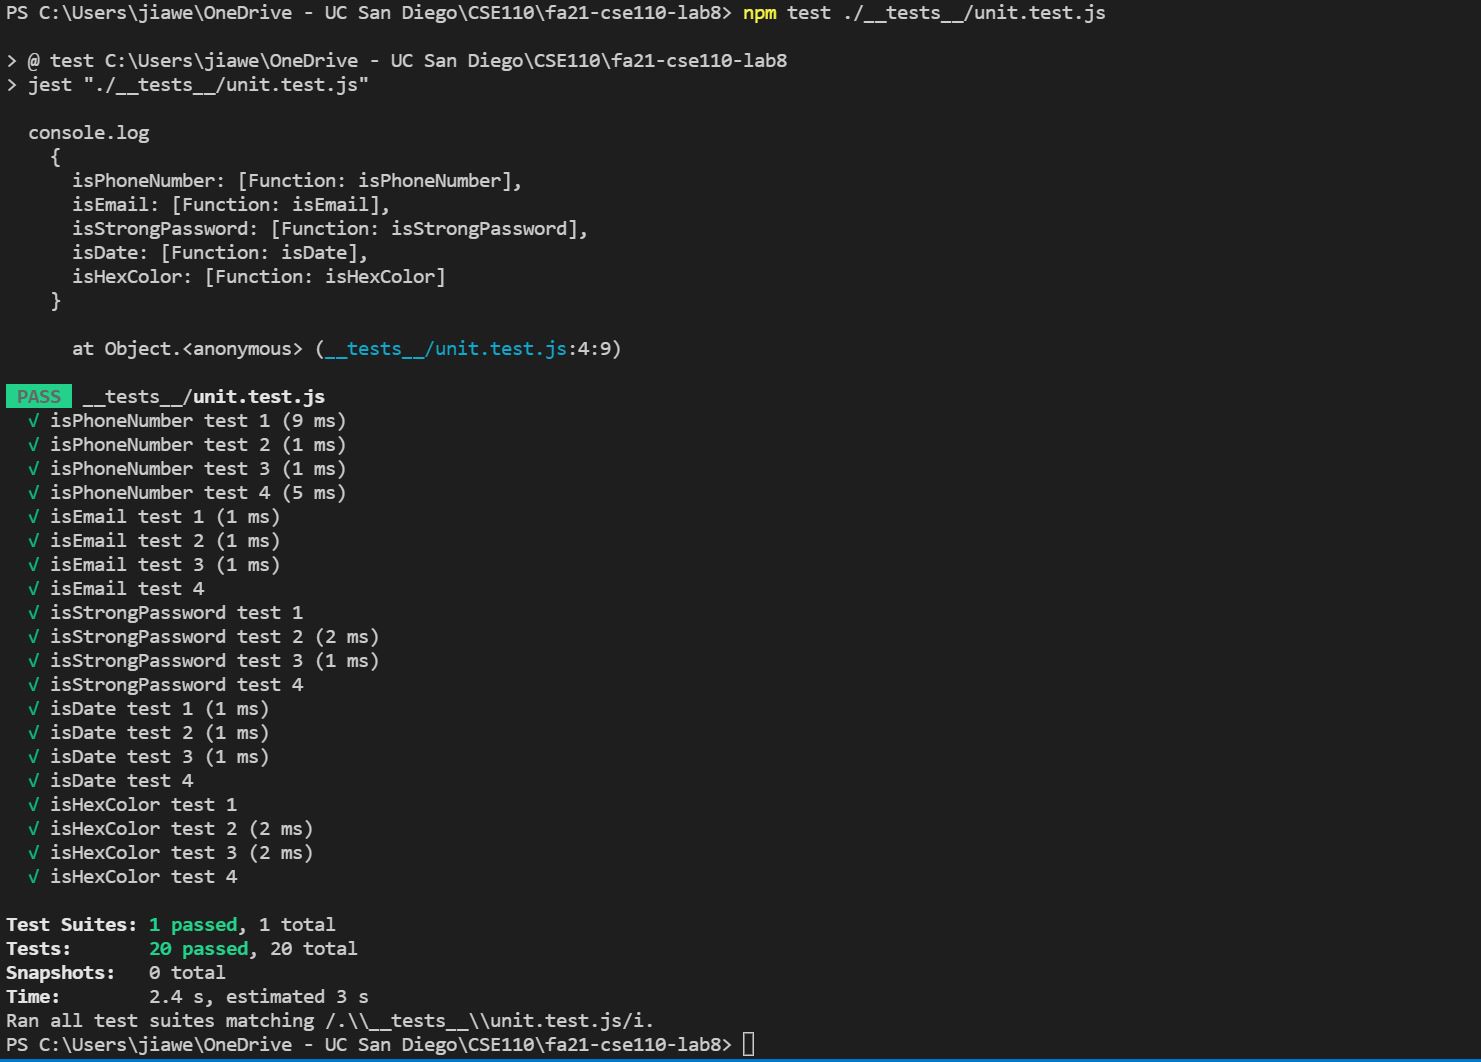 PS C:\Users\jiawe\OneDrive - UC San Diego\CSE110\fa21-cse110-lab8> npm test ./__tests__/unit.test.js
> @ test C:\Users\jiawe\OneDrive - UC San Diego\CSE110\fa21-cse110-lab8
> jest "./__tests__/unit.test.js"
console.log
{
isPhoneNumber: [Function: isPhoneNumber],
isEmail: [Function: isEmail],
isStrongPassword: [Function: isStrongPassword],
isDate: [Function: isDate],
isHexColor: [Function: isHexColor]
}
at Object.<anonymous> (__tests__/unit.test.js:4:9)
PASS __tests__/unit.test.js
√ isPhoneNumber test 1 (9 ms)
√ isPhoneNumber test 2 (1 ms)
√ isPhoneNumber test 3 (1 ms)
√ isPhoneNumber test 4 (5 ms)
√ isEmail test 1 (1 ms)
√ isEmail test 2 (1 ms)
√ isEmail test 3 (1 ms)
√ isEmail test 4
√ isStrongPassword test 1
√ isStrongPassword test 2 (2 ms)
√ isStrongPassword test 3 (1 ms)
√ isStrongPassword test 4
√ isDate test 1 (1 ms)
√ isDate test 2 (1 ms)
√ isDate test 3 (1 ms)
√ isDate test 4
√ isHexColor test 1
√ isHexColor test 2 (2 ms)
√ isHexColor test 3 (2 ms)
√ isHexColor test 4
Test Suites: 1 passed, 1 total
Tests: 20 passed, 20 total
Snapshots: 0 total
Time: 2.4 s, estimated 3 s
Ran all test suites matching /.\\__tests__\\unit.test.js/i.
PS C:\Users\jiawe\OneDrive - UC San Diego\CSE110\fa21-cse110-lab8>